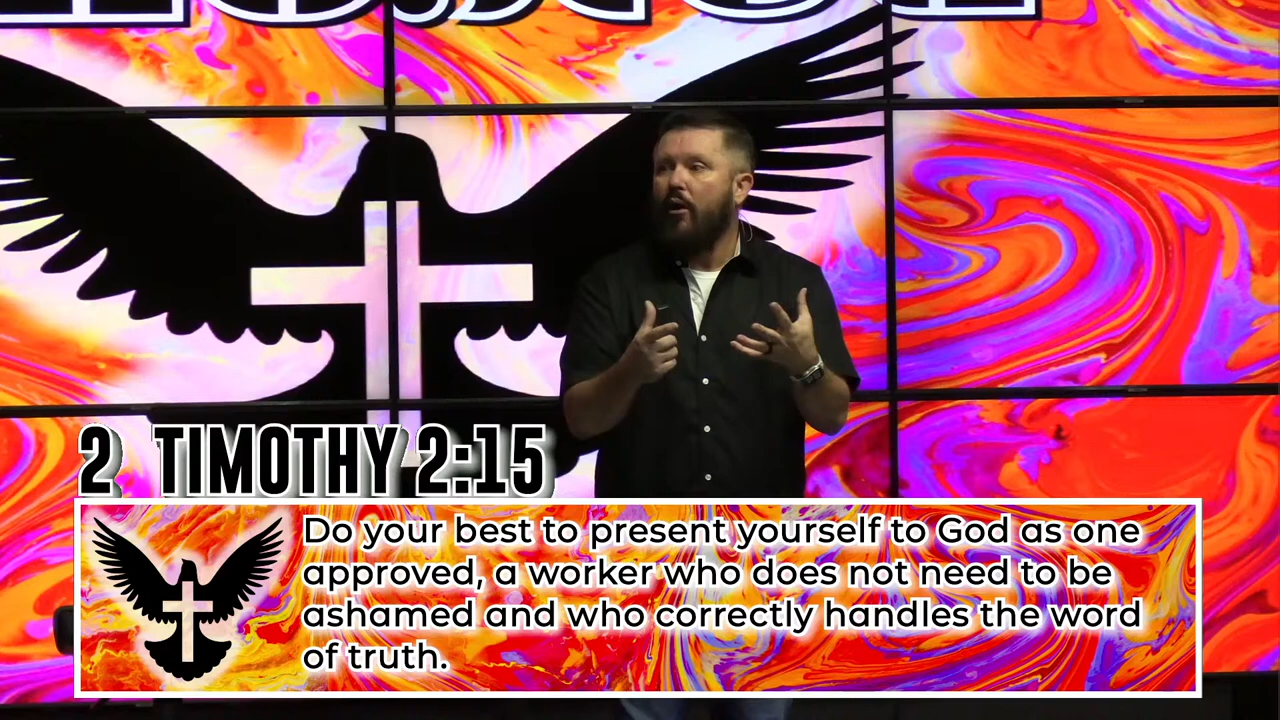 2 TIMOTHY 2:15
Do your best to present yourself to God as one
approved, a worker who does not need to be
ashamed and who correctly handles the word
of truth.